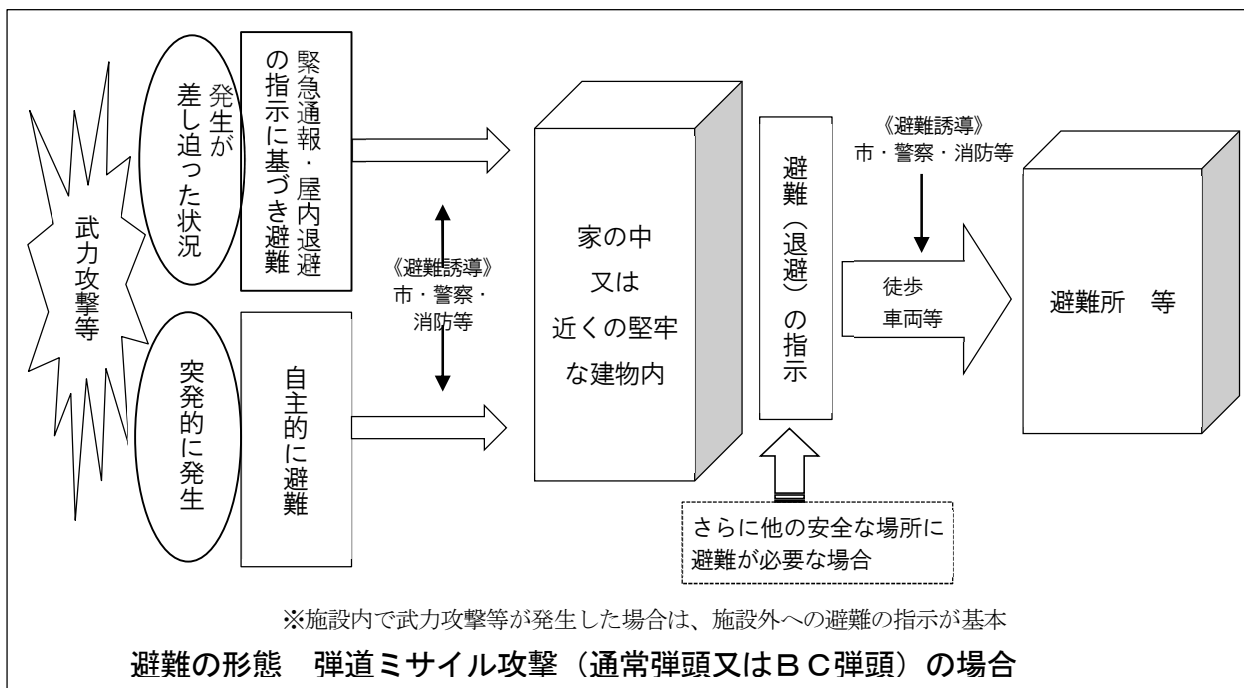 武力攻撃等
発生が
差し迫った状況
緊急通報・屋内退避
の指示に基づき避難
突発的に発生
自主的に避難
《避難誘導》
市・警察・
消防等
家の中
又は
近くの堅牢
な建物内
避難（退避）の指示
さらに他の安全な場所に
避難が必要な場合
《避難誘導》
市・警察・消防等
徒歩
車両等
避難所　等
※施設内で武力攻撃等が発生した場合は、施設外への避難の指示が基本
避難の形態　弾道ミサイル攻撃（通常弾頭又はＢＣ弾頭）の場合